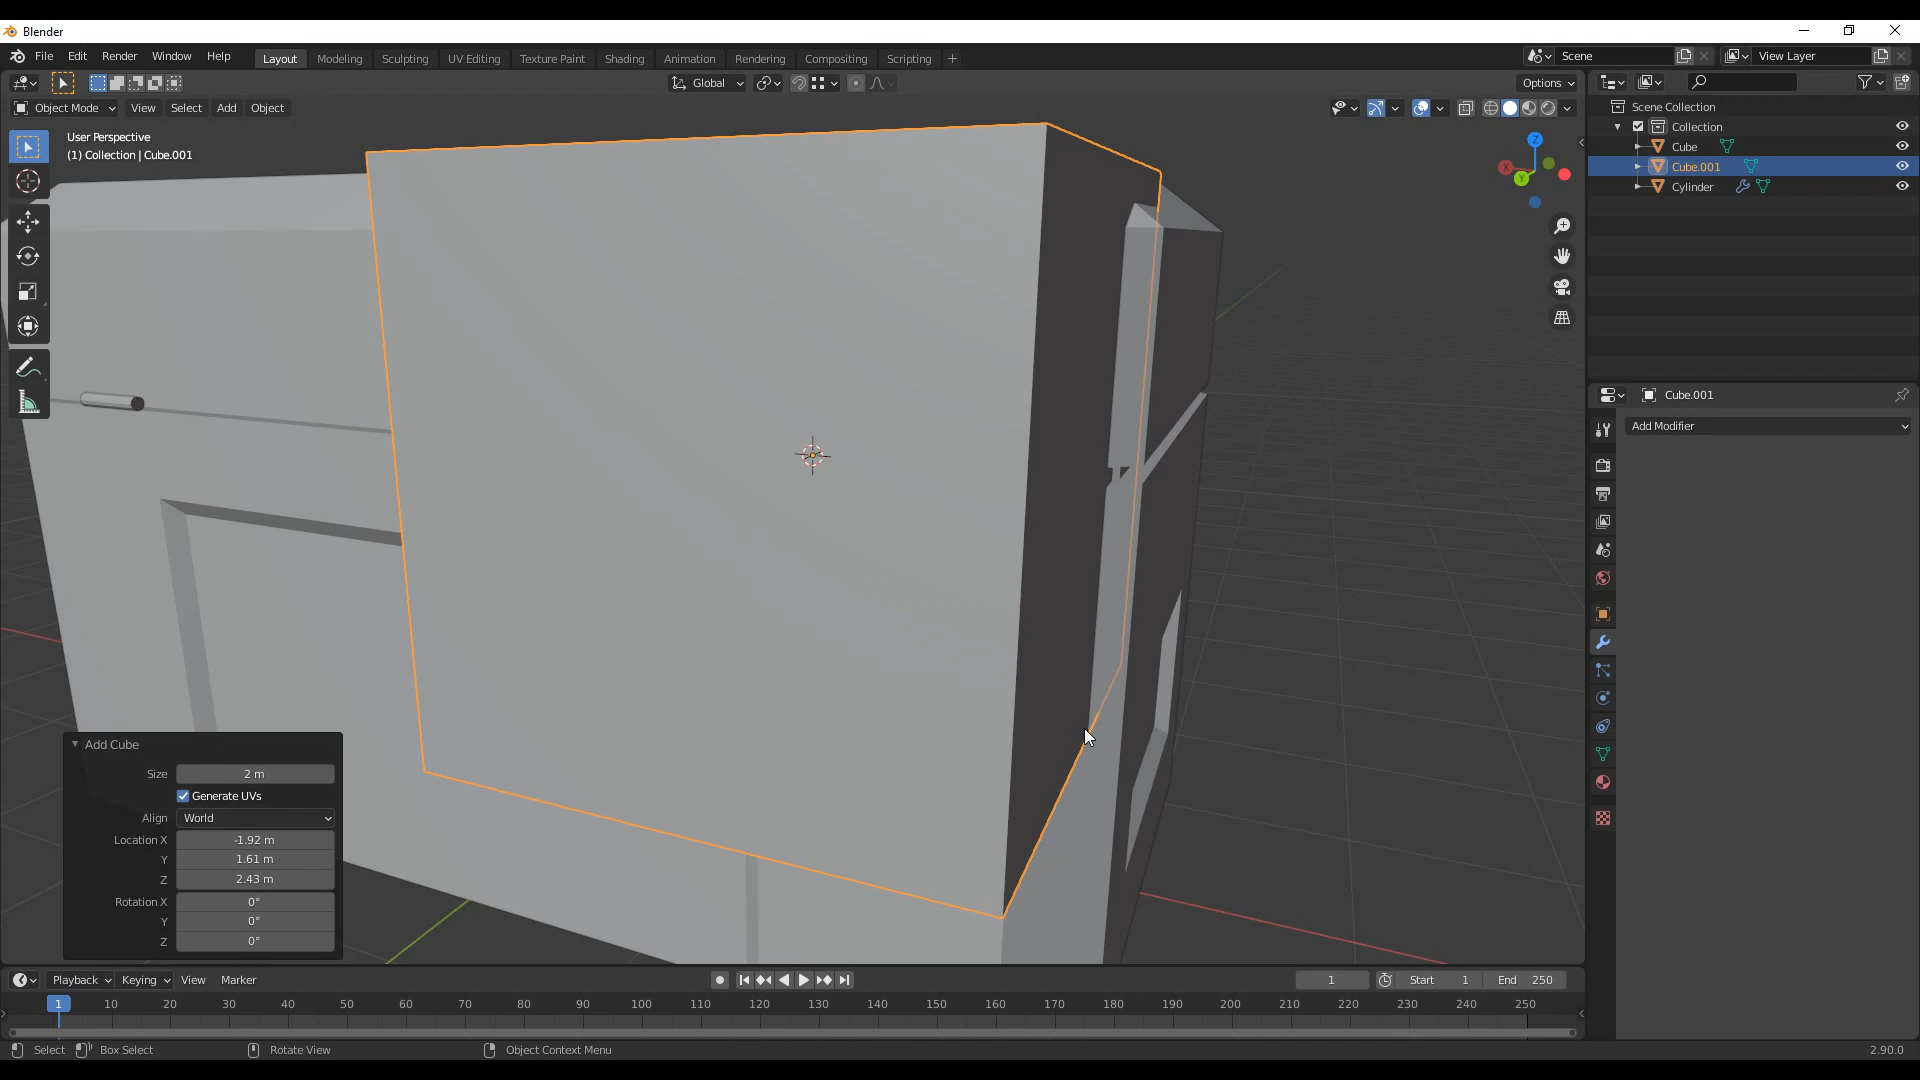 Blender
File Edit Render Window Help
Layout Modeling Sculpting UV Editing Texture Paint Shading Animation Rendering Compositing Scripting +
Scene
View Layer
Global
Options
Object Mode View Select Add Object
User Perspective
(1) Collection | Cube.001
Z
X
Y
Scene Collection
Collection
Cube
Cube.001
Cylinder
Cube.001
Add Modifier
Add Cube
Size 2 m
Generate UVs
Align World
Location X -1.92 m
Y 1.61 m
Z 2.43 m
Rotation X 0°
Y 0°
Z 0°
Playback Keying View Marker
1
Start 1
End 250
1 10 20 30 40 50 60 70 80 90 100 110 120 130 140 150 160 170 180 190 200 210 220 230 240 250
Select Box Select Rotate View Object Context Menu 2.90.0